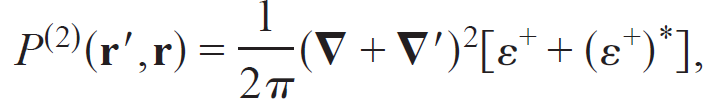 P⁽²⁾(r′,r) = \frac{1}{2π}(∇ + ∇′)²[ε⁺ + (ε⁺)*],